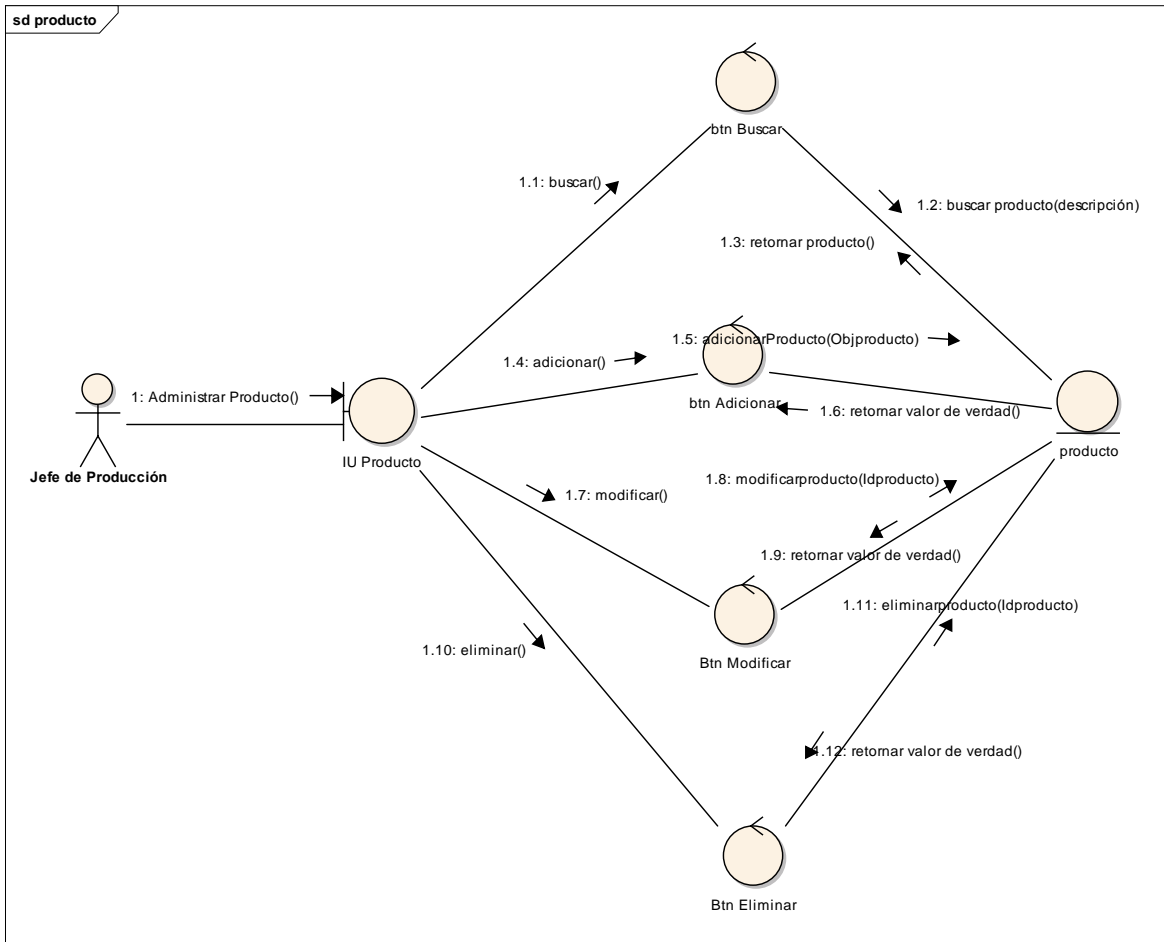 sd producto
btn Buscar
1.1: buscar()
1.2: buscar producto(descripción)
1.3: retornar producto()
1.5: adicionarProducto(Objproducto)
1.4: adicionar()
1: Administrar Producto()
btn Adicionar
1.6: retornar valor de verdad()
producto
IU Producto
Jefe de Producción
1.8: modificarproducto(Idproducto)
1.7: modificar()
1.9: retornar valor de verdad()
1.11: eliminarproducto(Idproducto)
1.10: eliminar()
Btn Modificar
1.12: retornar valor de verdad()
Btn Eliminar